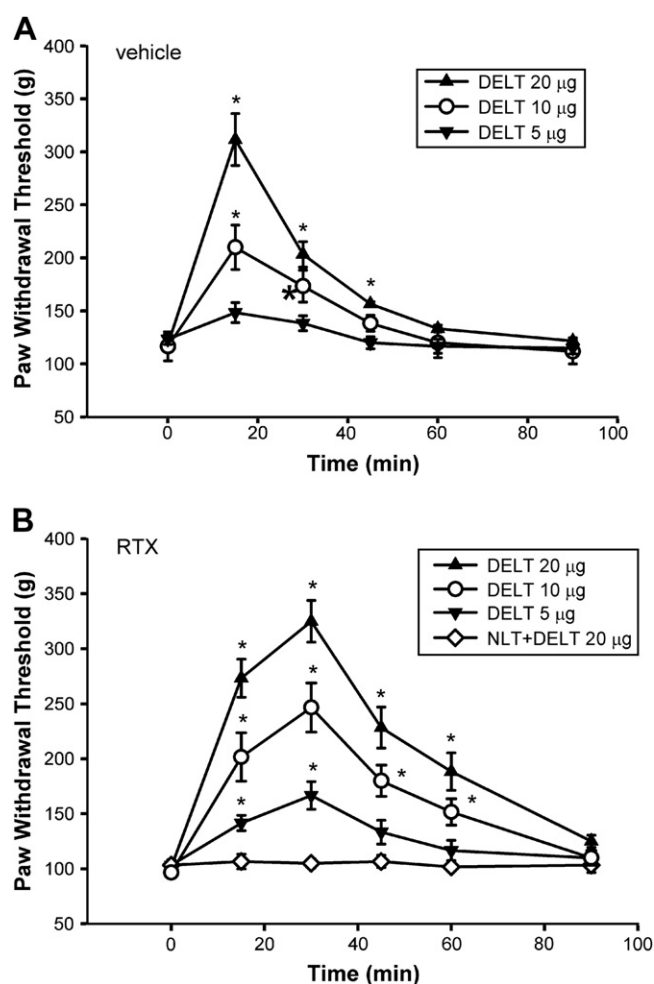 A
vehicle
400
350
300
250
200
150
100
50
Paw Withdrawal Threshold (g)
DELT 20 µg
DELT 10 µg
DELT 5 µg
*
*
*
*
*
0 20 40 60 80 100
Time (min)
B
RTX
400
350
300
250
200
150
100
50
Paw Withdrawal Threshold (g)
DELT 20 µg
DELT 10 µg
DELT 5 µg
NLT+DELT 20 µg
*
*
*
*
*
*
*
*
*
*
0 20 40 60 80 100
Time (min)